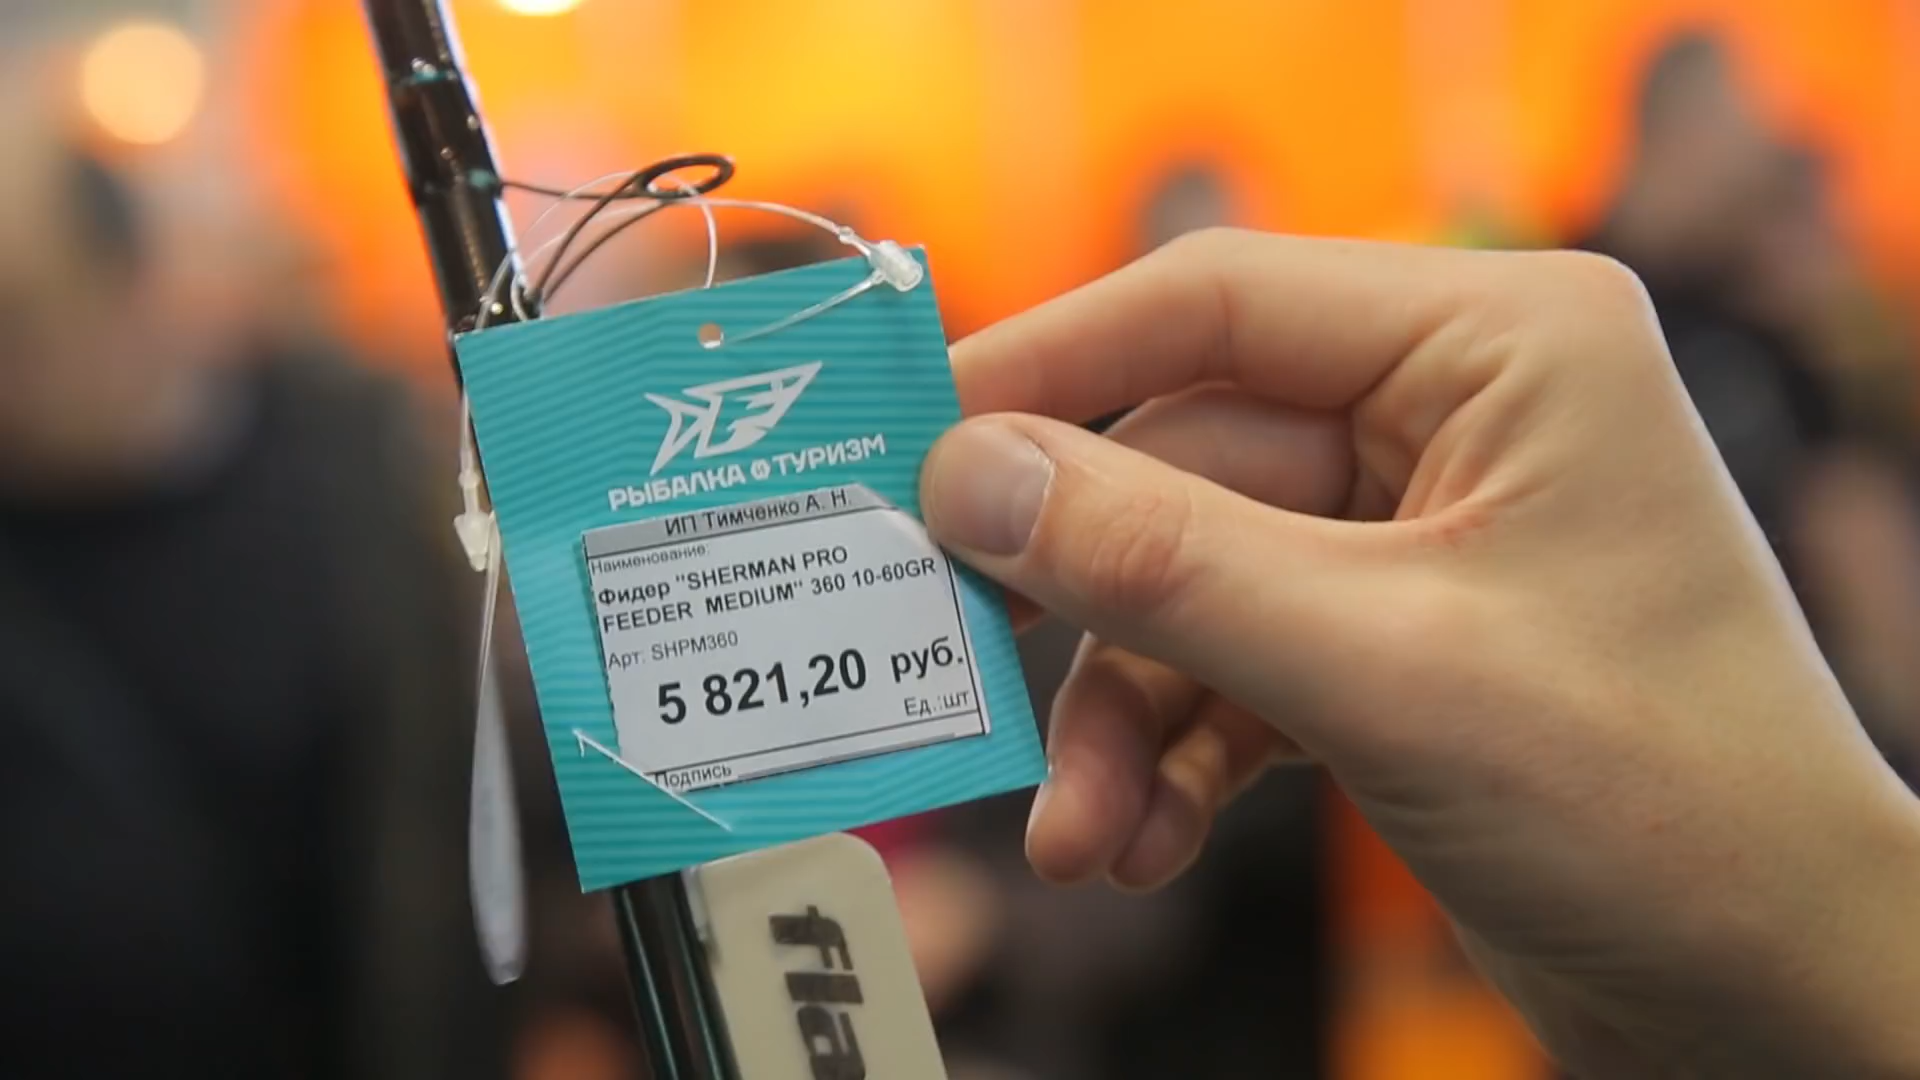 РЫБАЛКА И ТУРИЗМ
ИП Тимченко А. Н.
Наименование:
Фидер "SHERMAN PRO
FEEDER MEDIUM" 360 10-60GR
Арт: SHPM360
5 821,20 руб.
Ед.:шт
Подпись
fla